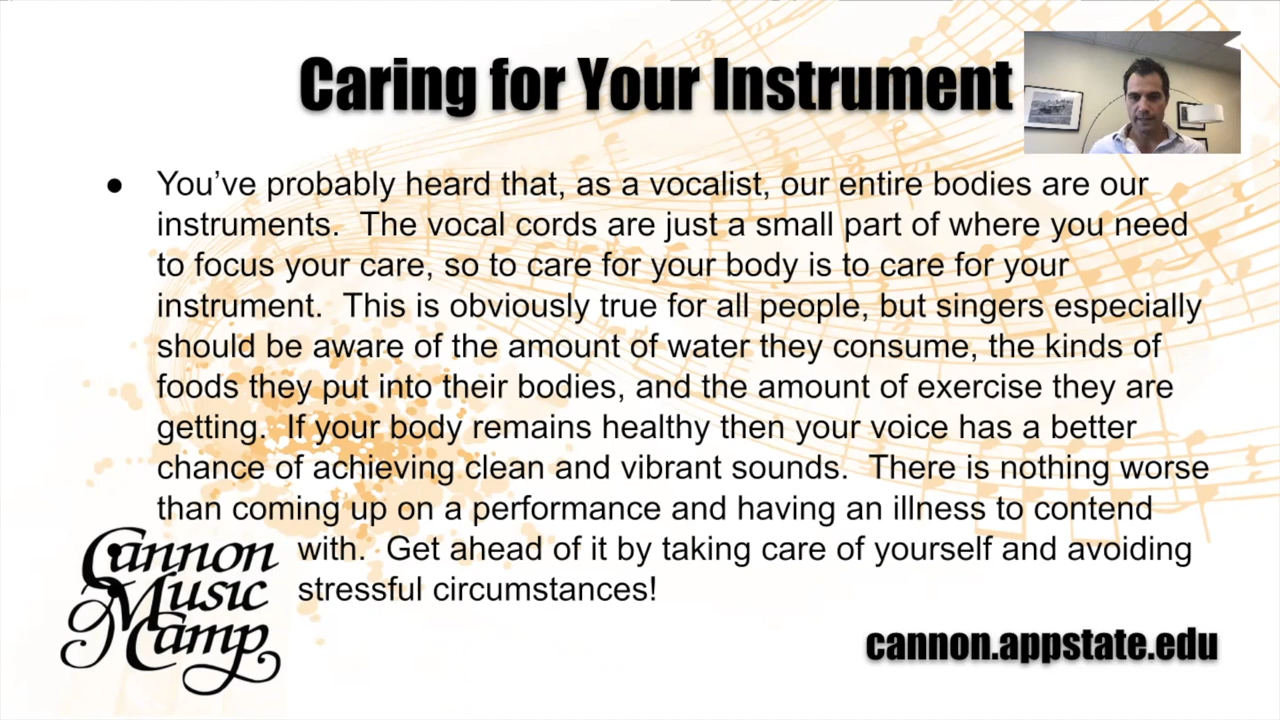 Caring for Your Instrument
● You’ve probably heard that, as a vocalist, our entire bodies are our
instruments. The vocal cords are just a small part of where you need
to focus your care, so to care for your body is to care for your
instrument. This is obviously true for all people, but singers especially
should be aware of the amount of water they consume, the kinds of
foods they put into their bodies, and the amount of exercise they are
getting. If your body remains healthy then your voice has a better
chance of achieving clean and vibrant sounds. There is nothing worse
than coming up on a performance and having an illness to contend
with. Get ahead of it by taking care of yourself and avoiding
stressful circumstances!
Cannon
Music
Camp
cannon.appstate.edu